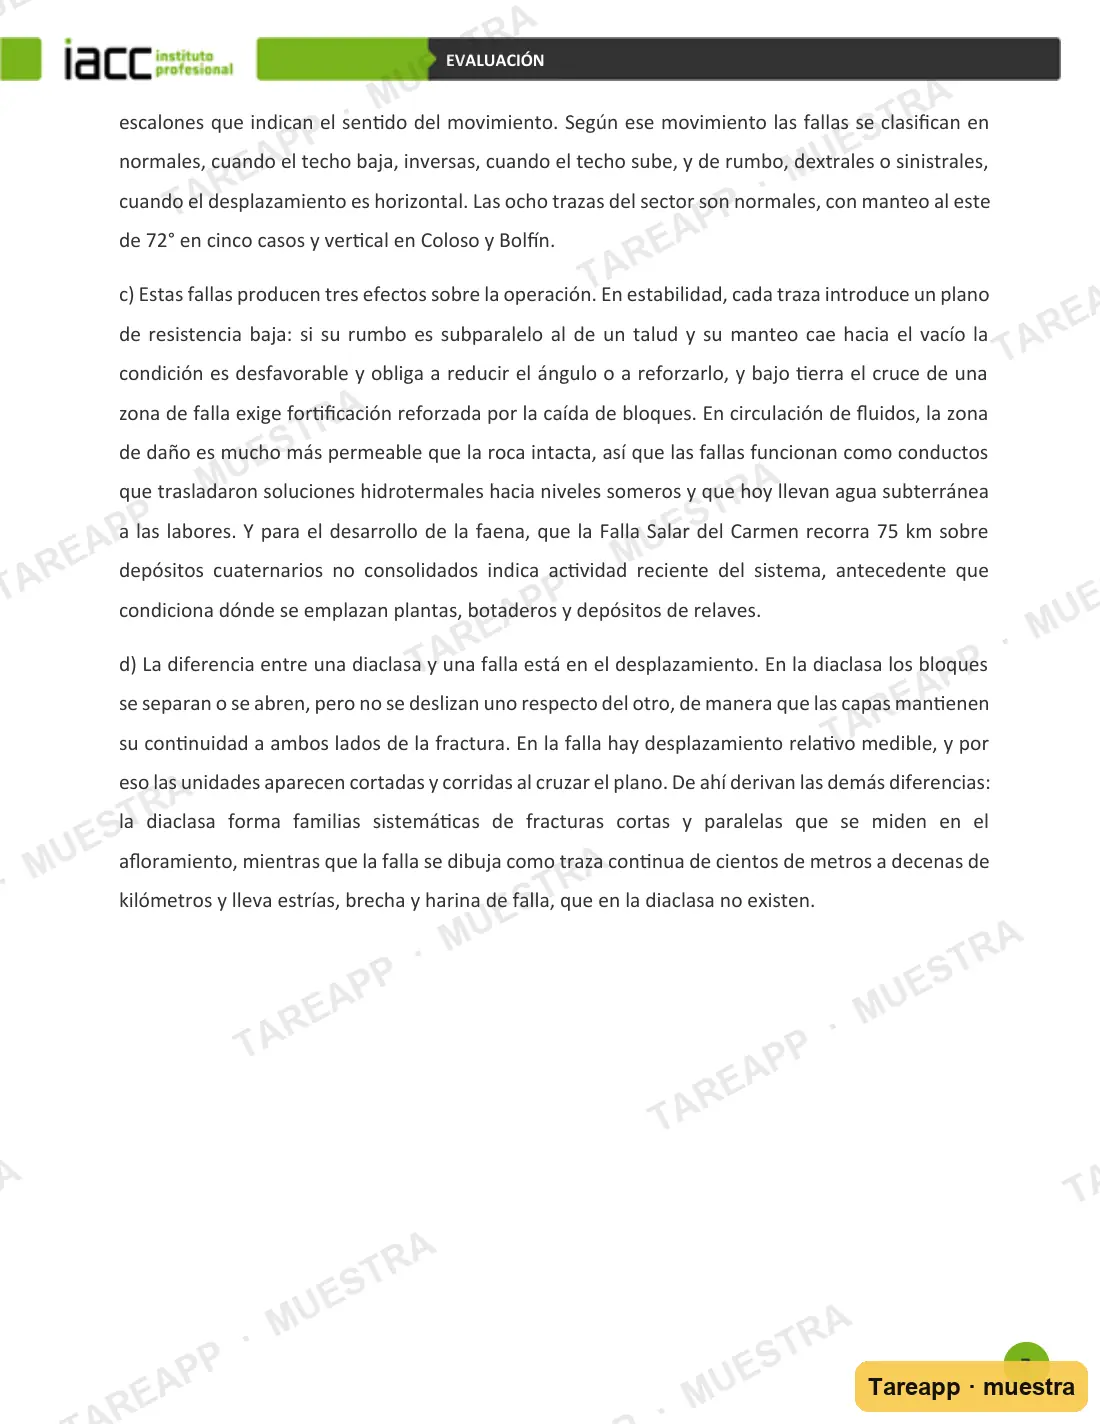 iacc instituto profesional
EVALUACIÓN
escalones que indican el sentido del movimiento. Según ese movimiento las fallas se clasifican en
normales, cuando el techo baja, inversas, cuando el techo sube, y de rumbo, dextrales o sinistrales,
cuando el desplazamiento es horizontal. Las ocho trazas del sector son normales, con manteo al este
de 72° en cinco casos y vertical en Coloso y Bolfín.
c) Estas fallas producen tres efectos sobre la operación. En estabilidad, cada traza introduce un plano
de resistencia baja: si su rumbo es subparalelo al de un talud y su manteo cae hacia el vacío la
condición es desfavorable y obliga a reducir el ángulo o a reforzarlo, y bajo tierra el cruce de una
zona de falla exige fortificación reforzada por la caída de bloques. En circulación de fluidos, la zona
de daño es mucho más permeable que la roca intacta, así que las fallas funcionan como conductos
que trasladaron soluciones hidrotermales hacia niveles someros y que hoy llevan agua subterránea
a las labores. Y para el desarrollo de la faena, que la Falla Salar del Carmen recorra 75 km sobre
depósitos cuaternarios no consolidados indica actividad reciente del sistema, antecedente que
condiciona dónde se emplazan plantas, botaderos y depósitos de relaves.
d) La diferencia entre una diaclasa y una falla está en el desplazamiento. En la diaclasa los bloques
se separan o se abren, pero no se deslizan uno respecto del otro, de manera que las capas mantienen
su continuidad a ambos lados de la fractura. En la falla hay desplazamiento relativo medible, y por
eso las unidades aparecen cortadas y corridas al cruzar el plano. De ahí derivan las demás diferencias:
la diaclasa forma familias sistemáticas de fracturas cortas y paralelas que se miden en el
afloramiento, mientras que la falla se dibuja como traza continua de cientos de metros a decenas de
kilómetros y lleva estrías, brecha y harina de falla, que en la diaclasa no existen.
TAREAPP · MUESTRA
Tareapp · muestra